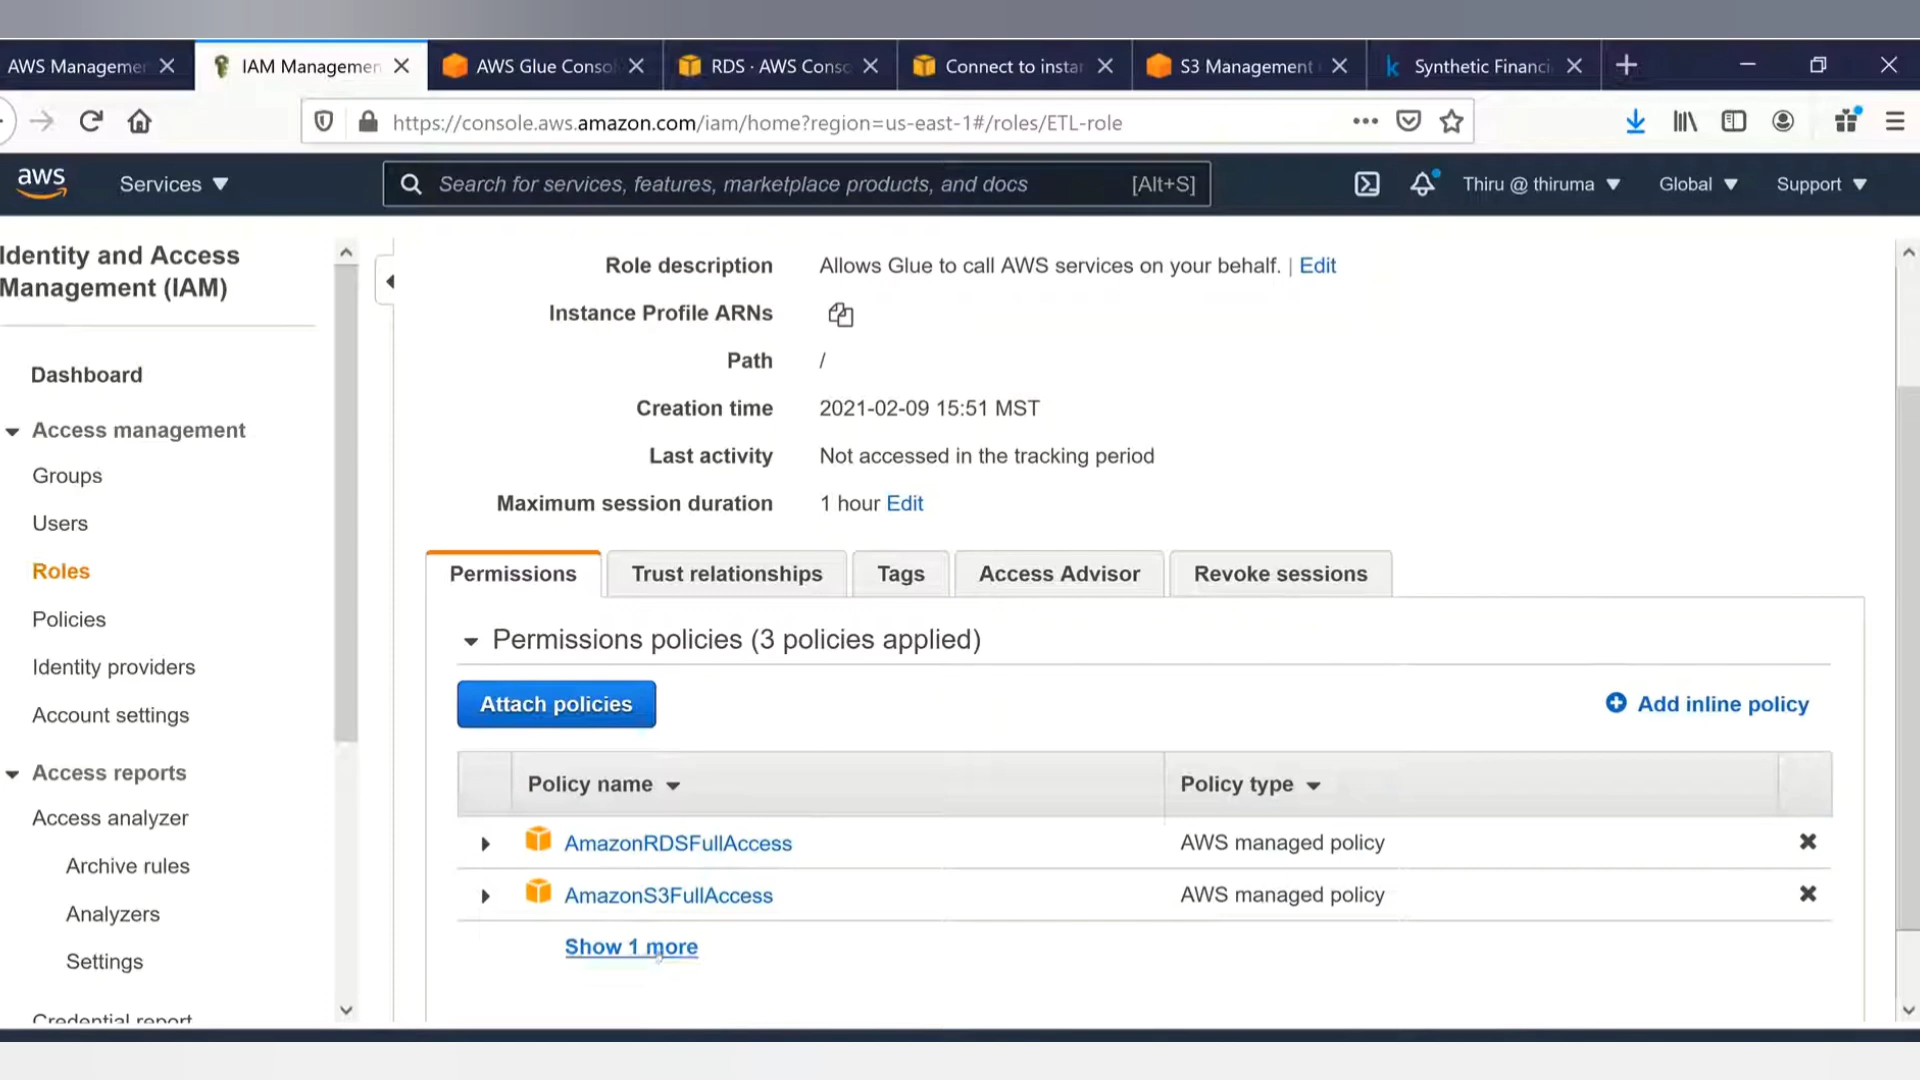 AWS Managemen
IAM Managemen
AWS Glue Conso
RDS · AWS Conso
Connect to instan
S3 Management
Synthetic Financi
https://console.aws.amazon.com/iam/home?region=us-east-1#/roles/ETL-role
aws
Services
Search for services, features, marketplace products, and docs
[Alt+S]
Thiru @ thiruma
Global
Support
Identity and Access
Management (IAM)
Dashboard
Access management
Groups
Users
Roles
Policies
Identity providers
Account settings
Access reports
Access analyzer
Archive rules
Analyzers
Settings
Credential report
Role description Allows Glue to call AWS services on your behalf. | Edit
Instance Profile ARNs
Path /
Creation time 2021-02-09 15:51 MST
Last activity Not accessed in the tracking period
Maximum session duration 1 hour Edit
Permissions
Trust relationships
Tags
Access Advisor
Revoke sessions
Permissions policies (3 policies applied)
Attach policies
Add inline policy
Policy name
Policy type
AmazonRDSFullAccess AWS managed policy
AmazonS3FullAccess AWS managed policy
Show 1 more